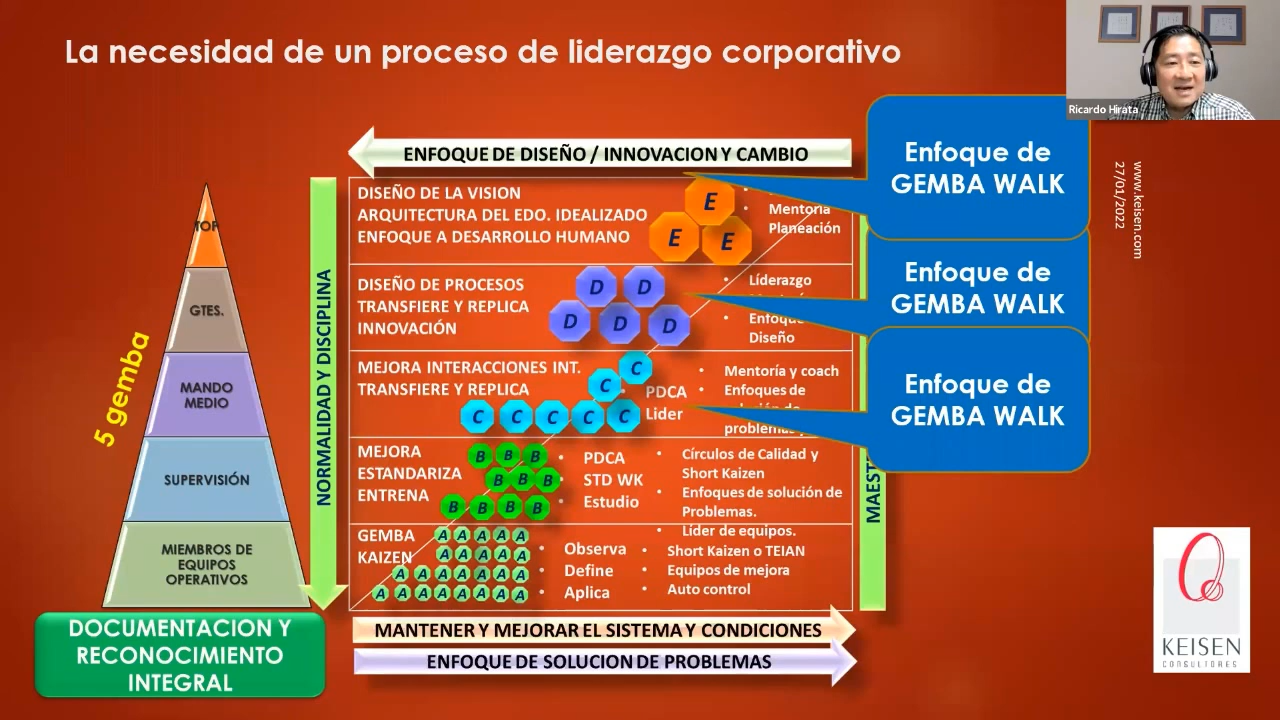 La necesidad de un proceso de liderazgo corporativo
Ricardo Hirata
www.keisen.com
27/01/2022
ENFOQUE DE DISEÑO / INNOVACION Y CAMBIO
Enfoque de
GEMBA WALK
Enfoque de
GEMBA WALK
Enfoque de
GEMBA WALK
5 gemba
TOP
GTES.
MANDO
MEDIO
SUPERVISIÓN
MIEMBROS DE
EQUIPOS
OPERATIVOS
NORMALIDAD Y DISCIPLINA
DISEÑO DE LA VISION
ARQUITECTURA DEL EDO. IDEALIZADO
ENFOQUE A DESARROLLO HUMANO
E
E E
• Mentoría
Planeación
DISEÑO DE PROCESOS
TRANSFIERE Y REPLICA
INNOVACIÓN
D D
D D D
• Líderazgo
• Enfoque
Diseño
MEJORA INTERACCIONES INT.
TRANSFIERE Y REPLICA
C
C
C C C C C
• PDCA
Lider
• Mentoría y coach
• Enfoques de
problemas
MEJORA
ESTANDARIZA
ENTRENA
B B B
B B B
B B B B
• PDCA
• STD WK
• Estudio
• Círculos de Calidad y
Short Kaizen
• Enfoques de solución de
Problemas.
• Líder de equipos.
GEMBA
KAIZEN
A A A A A
A A A A A
A A A A A A A
A A A A A A A A
• Observa
• Define
• Aplica
• Short Kaizen o TEIAN
• Equipos de mejora
• Auto control
DOCUMENTACION Y
RECONOCIMIENTO
INTEGRAL
MANTENER Y MEJORAR EL SISTEMA Y CONDICIONES
ENFOQUE DE SOLUCION DE PROBLEMAS
KEISEN
CONSULTORES